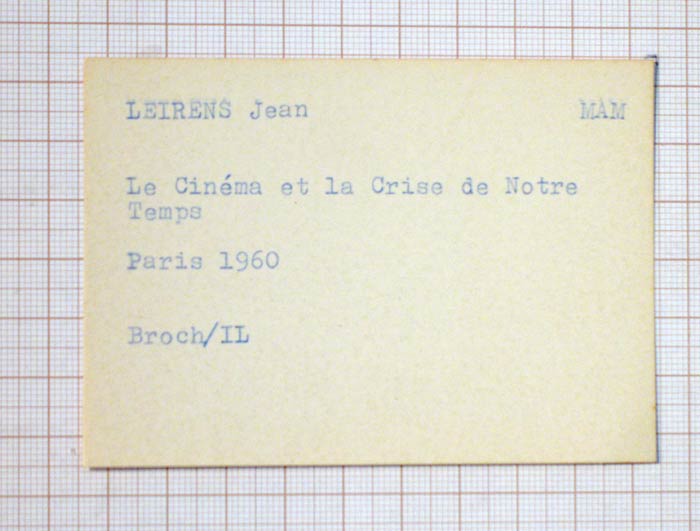 LEIRENS Jean MAM
Le Cinéma et la Crise de Notre
Temps
Paris 1960
Broch/IL